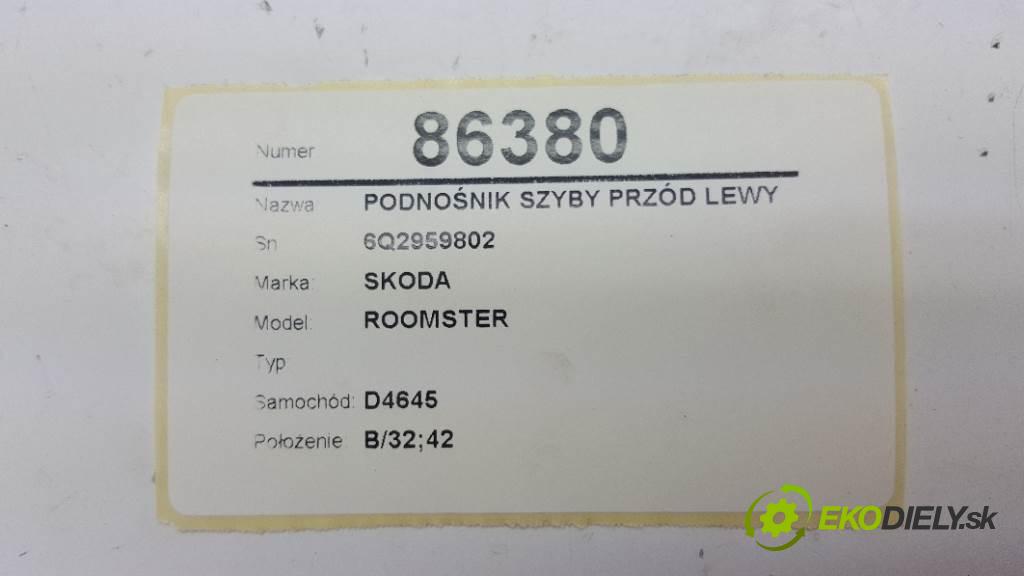 Numer 86380
Nazwa PODNOŚNIK SZYBY PRZÓD LEWY
Sn 6Q2959802
Marka: SKODA
Model: ROOMSTER
Typ
Samochód: D4645
Położenie: B/32;42
EKODIELY.sk